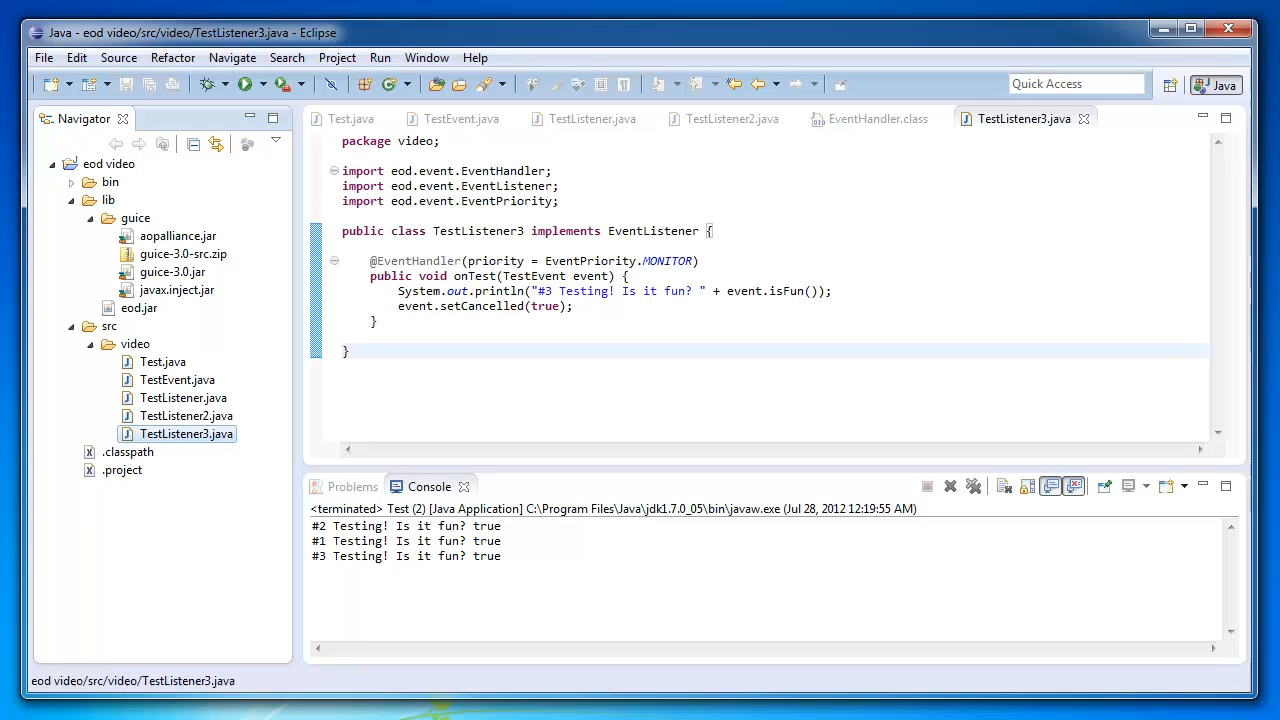 Java - eod video/src/video/TestListener3.java - Eclipse
File Edit Source Refactor Navigate Search Project Run Window Help
Quick Access
Java
Navigator
eod video
bin
lib
guice
aopalliance.jar
guice-3.0-src.zip
guice-3.0.jar
javax.inject.jar
eod.jar
src
video
Test.java
TestEvent.java
TestListener.java
TestListener2.java
TestListener3.java
.classpath
.project
Test.java TestEvent.java TestListener.java TestListener2.java EventHandler.class TestListener3.java
package video;
import eod.event.EventHandler;
import eod.event.EventListener;
import eod.event.EventPriority;
public class TestListener3 implements EventListener {
@EventHandler(priority = EventPriority.MONITOR)
public void onTest(TestEvent event) {
System.out.println("#3 Testing! Is it fun? " + event.isFun());
event.setCancelled(true);
}
}
Problems Console
<terminated> Test (2) [Java Application] C:\Program Files\Java\jdk1.7.0_05\bin\javaw.exe (Jul 28, 2012 12:19:55 AM)
#2 Testing! Is it fun? true
#1 Testing! Is it fun? true
#3 Testing! Is it fun? true
eod video/src/video/TestListener3.java